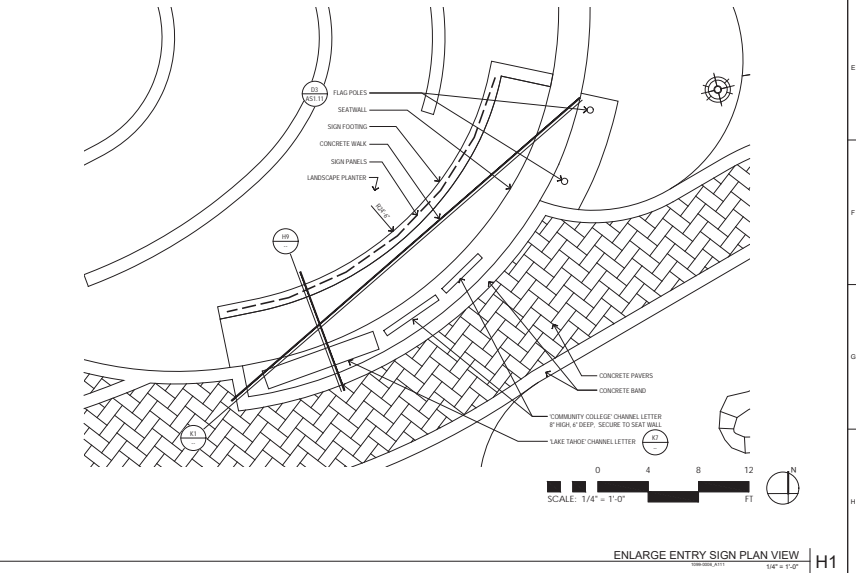 E
D3
AS1.11
FLAG POLES
SEATWALL
SIGN FOOTING
CONCRETE WALK
SIGN PANELS
LANDSCAPE PLANTER
F
H9
--
G
CONCRETE PAVERS
CONCRETE BAND
'COMMUNITY COLLEGE' CHANNEL LETTER
8" HIGH, 6" DEEP, SECURE TO SEAT WALL
'LAKE TAHOE' CHANNEL LETTER
K7
--
K1
--
0 4 8 12
N
SCALE: 1/4" = 1'-0" FT
H
ENLARGE ENTRY SIGN PLAN VIEW
1/4" = 1'-0"
H1